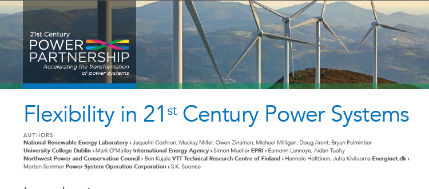 21st Century
POWER
PARTNERSHIP
Accelerating the transformation
of power systems
Flexibility in 21st Century Power Systems
AUTHORS
National Renewable Energy Laboratory › Jaquelin Cochran, Mackay Miller, Owen Zinaman, Michael Milligan, Doug Arent, Bryan Palmintier
University College Dublin › Mark O'Malley International Energy Agency › Simon Mueller EPRI › Eamonn Lannoye, Aidan Tuohy
Northwest Power and Conservation Council › Ben Kujala VTT Technical Research Centre of Finland › Hannele Holttinen, Juha Kiviluoma Energinet.dk ›
Morten Sommer Power System Operation Corporation › S.K. Soonee